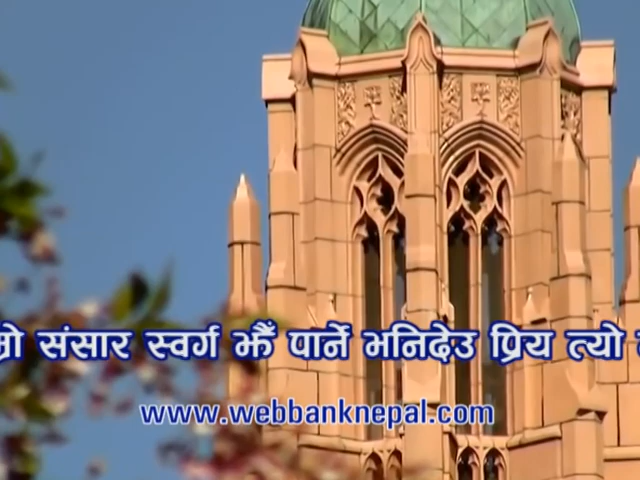 संसार स्वर्ग झैँ पार्ने भनिदेउ प्रिय त्यो
www.webbanknepal.com